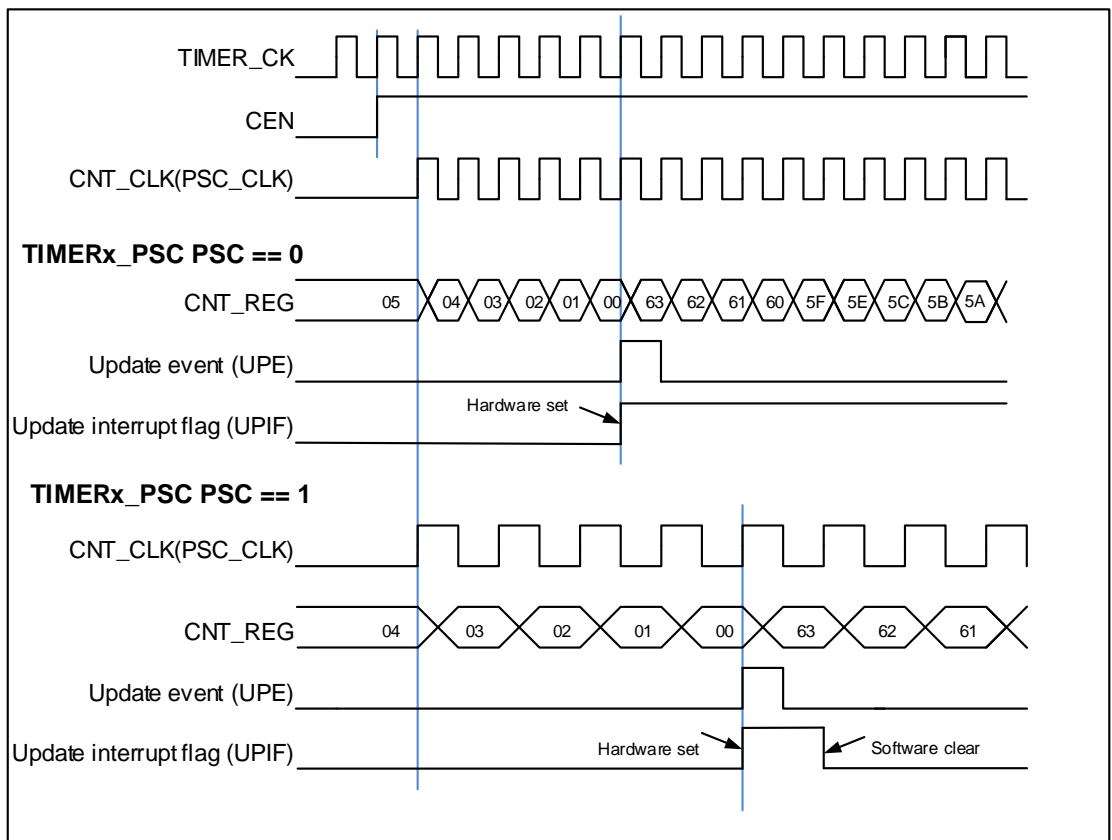 TIMER_CK
CEN
CNT_CLK(PSC_CLK)
TIMERx_PSC PSC == 0
CNT_REG 05 04 03 02 01 00 63 62 61 60 5F 5E 5C 5B 5A
Update event (UPE)
Hardware set
Update interrupt flag (UPIF)
TIMERx_PSC PSC == 1
CNT_CLK(PSC_CLK)
CNT_REG 04 03 02 01 00 63 62 61
Update event (UPE)
Update interrupt flag (UPIF) Hardware set Software clear